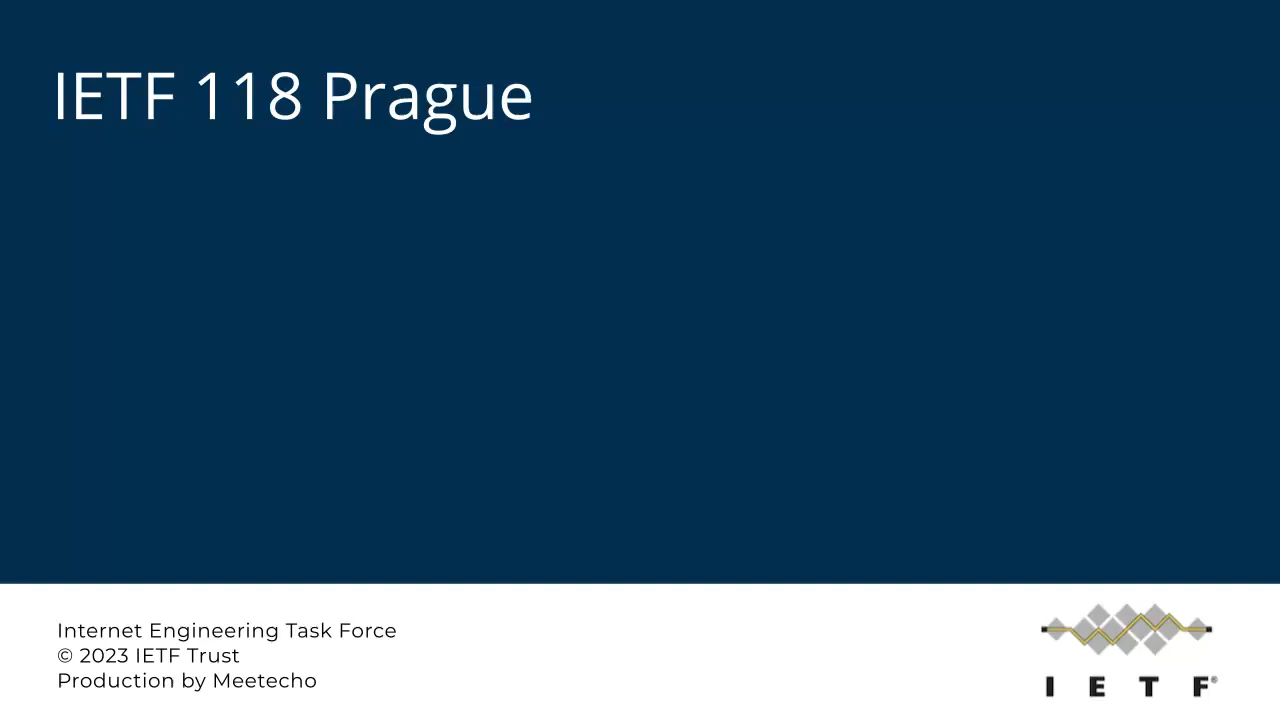 IETF 118 Prague
Internet Engineering Task Force
© 2023 IETF Trust
Production by Meetecho
I E T F®